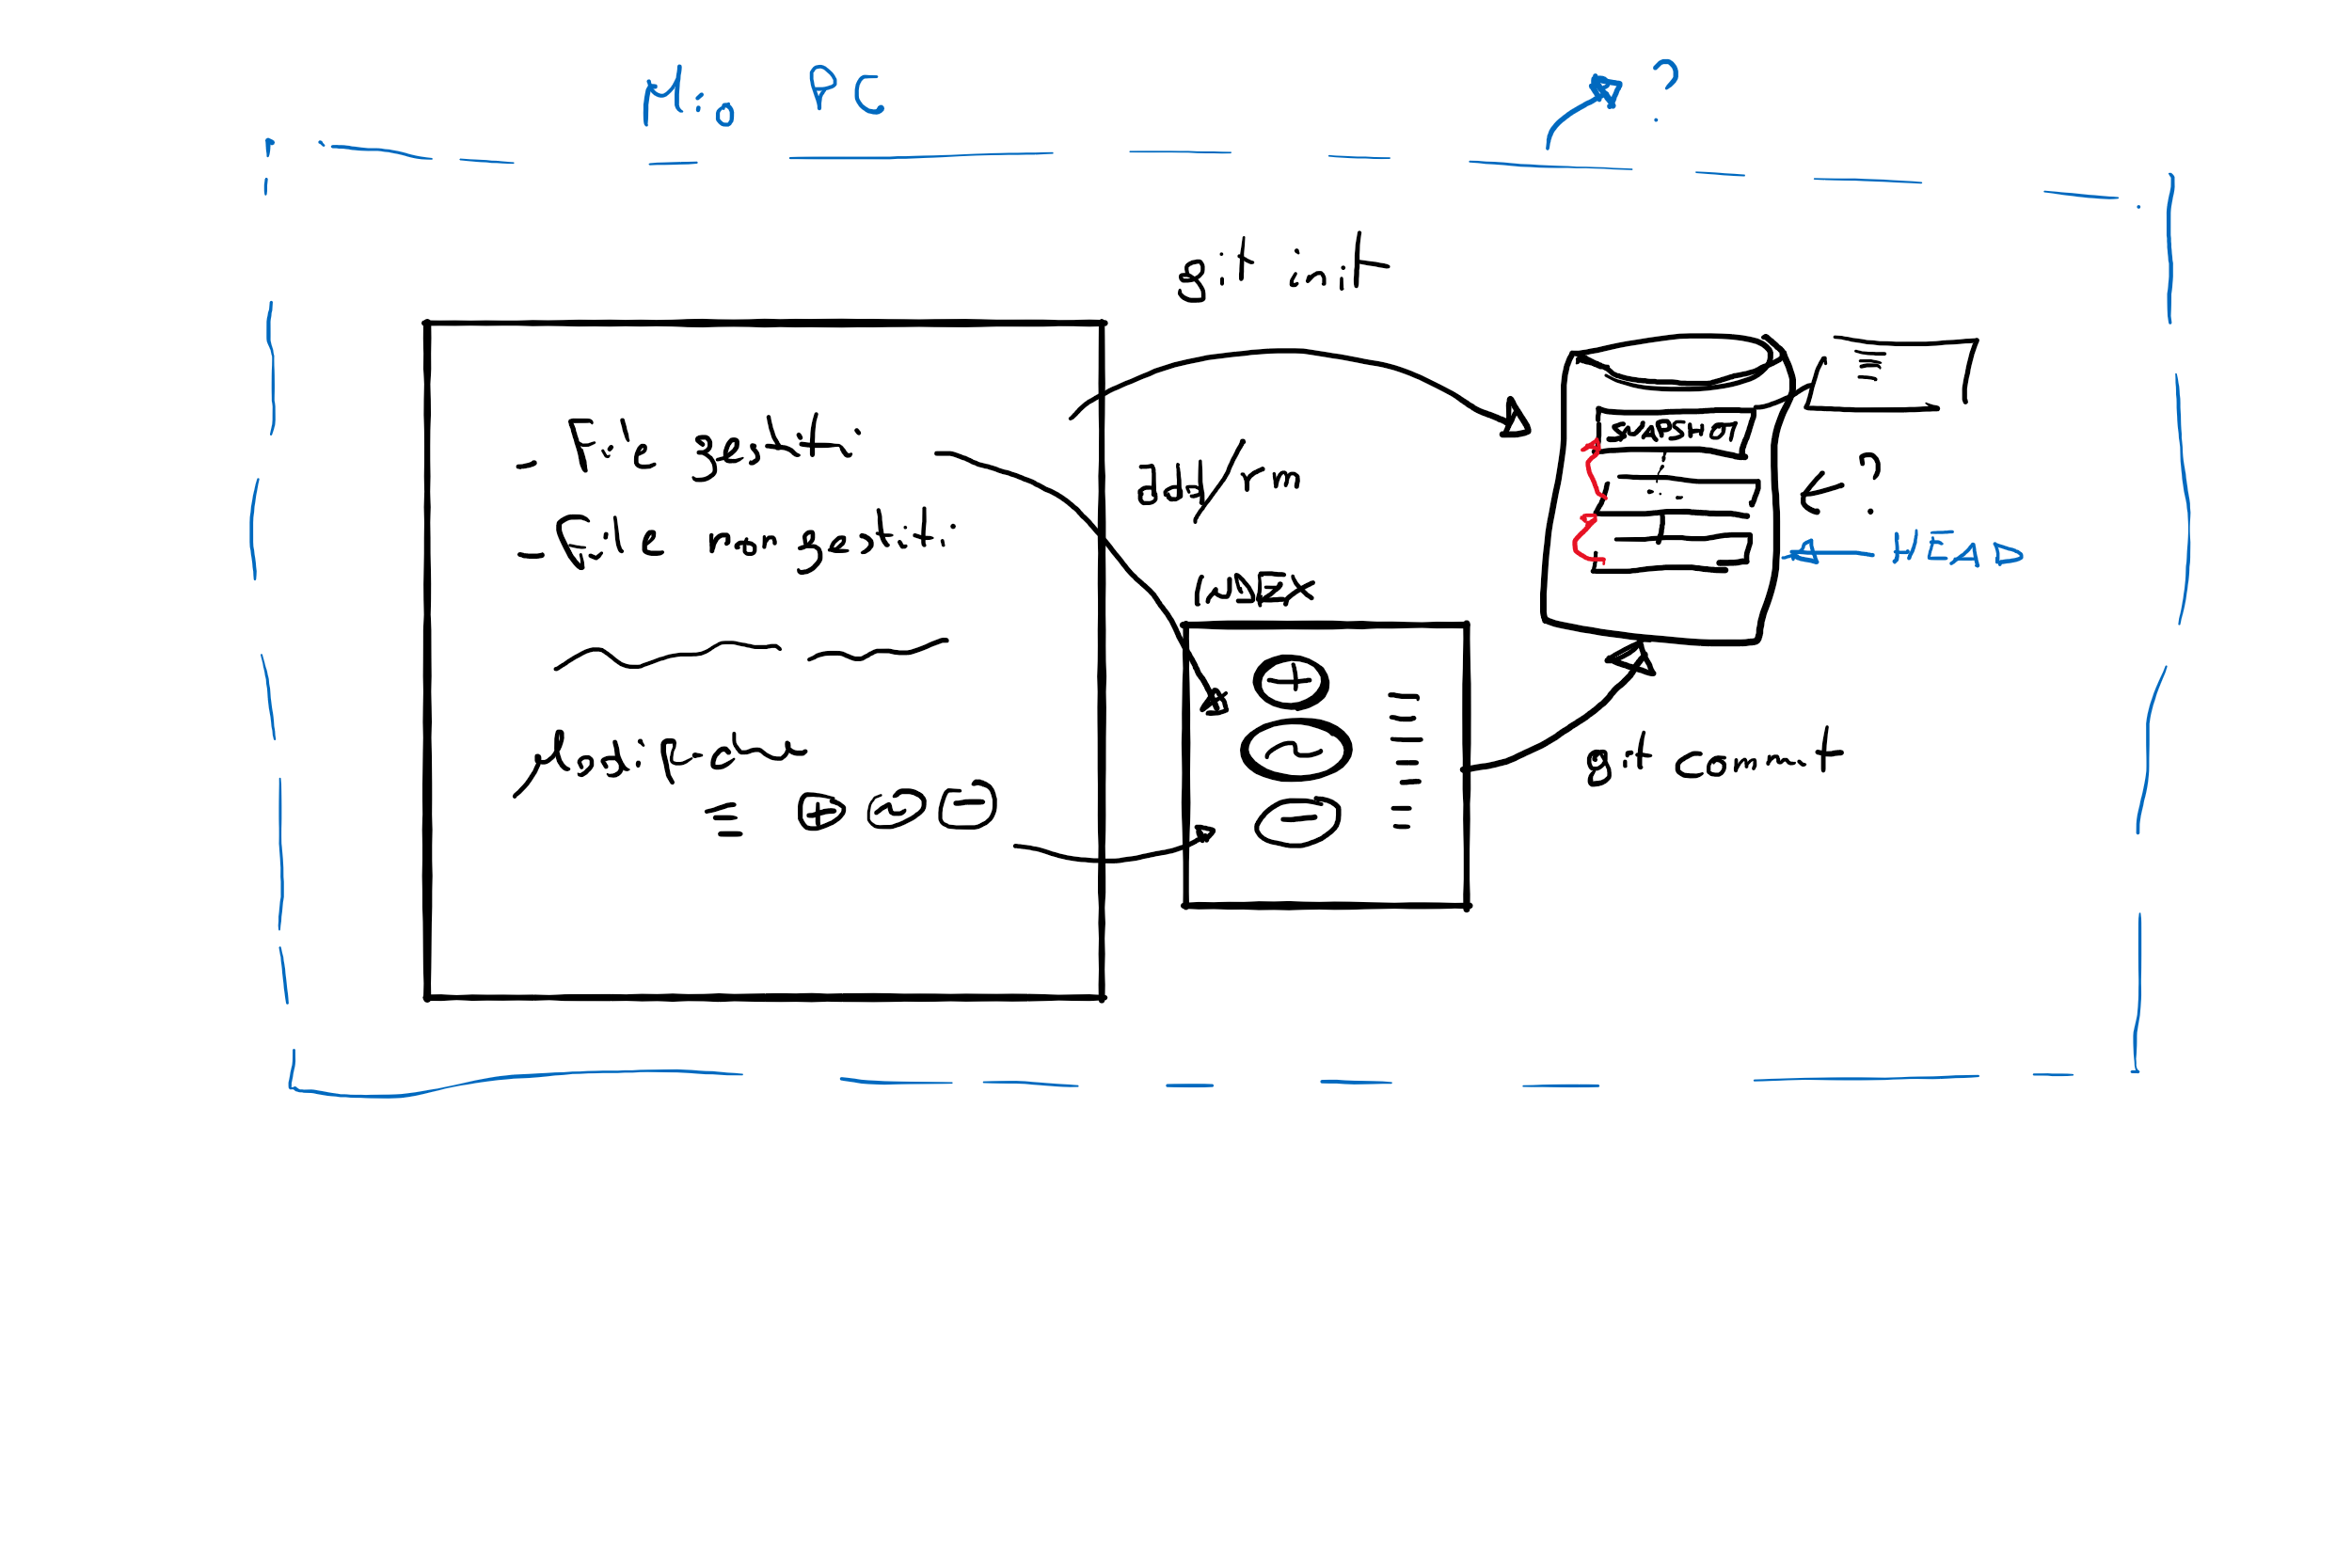 Mio PC
?
git init
- File gestiti
- File non gestiti
Modifiche
= + ~ -
add/rm
INDEX
+
~
-
SNAPSHOT
< ?
HEAD
git commit